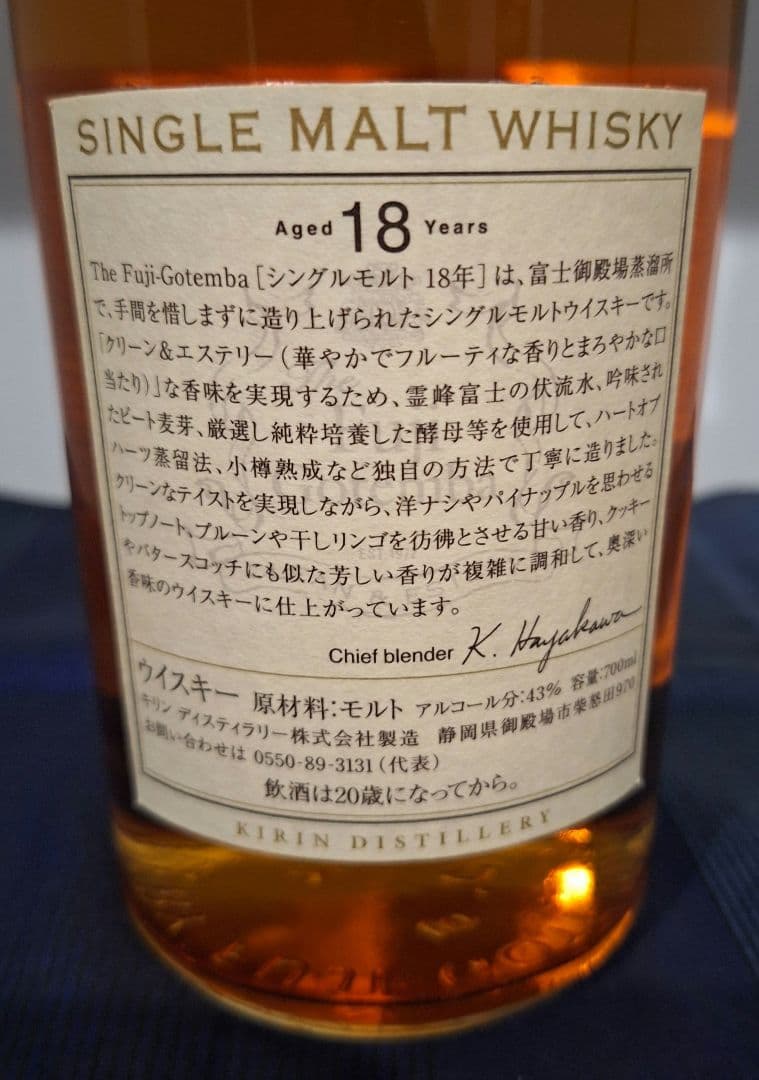 SINGLE MALT WHISKY
Aged 18 Years
The Fuji-Gotemba [シングルモルト 18年] は、富士御殿場蒸溜所
で、手間を惜しまずに造り上げられたシングルモルトウイスキーです。
「クリーン&エステリー(華やかでフルーティな香りとまろやかな口
当たり)」な香味を実現するため、霊峰富士の伏流水、吟味され
たピート麦芽、厳選し純粋培養した酵母等を使用して、ハートオブ
ハーツ蒸留法、小樽熟成など独自の方法で丁寧に造りました。
クリーンなテイストを実現しながら、洋ナシやパイナップルを思わせる
トップノート、プルーンや干しリンゴを彷彿とさせる甘い香り、クッキー
やバタースコッチにも似た芳しい香りが複雑に調和して、奥深い
香味のウイスキーに仕上がっています。
Chief blender K. Hayakawa
ウイスキー 原材料:モルト アルコール分:43% 容量:700ml
キリン ディスティラリー株式会社製造 静岡県御殿場市柴怒田970
お問い合わせは 0550-89-3131(代表)
飲酒は20歳になってから。
KIRIN DISTILLERY